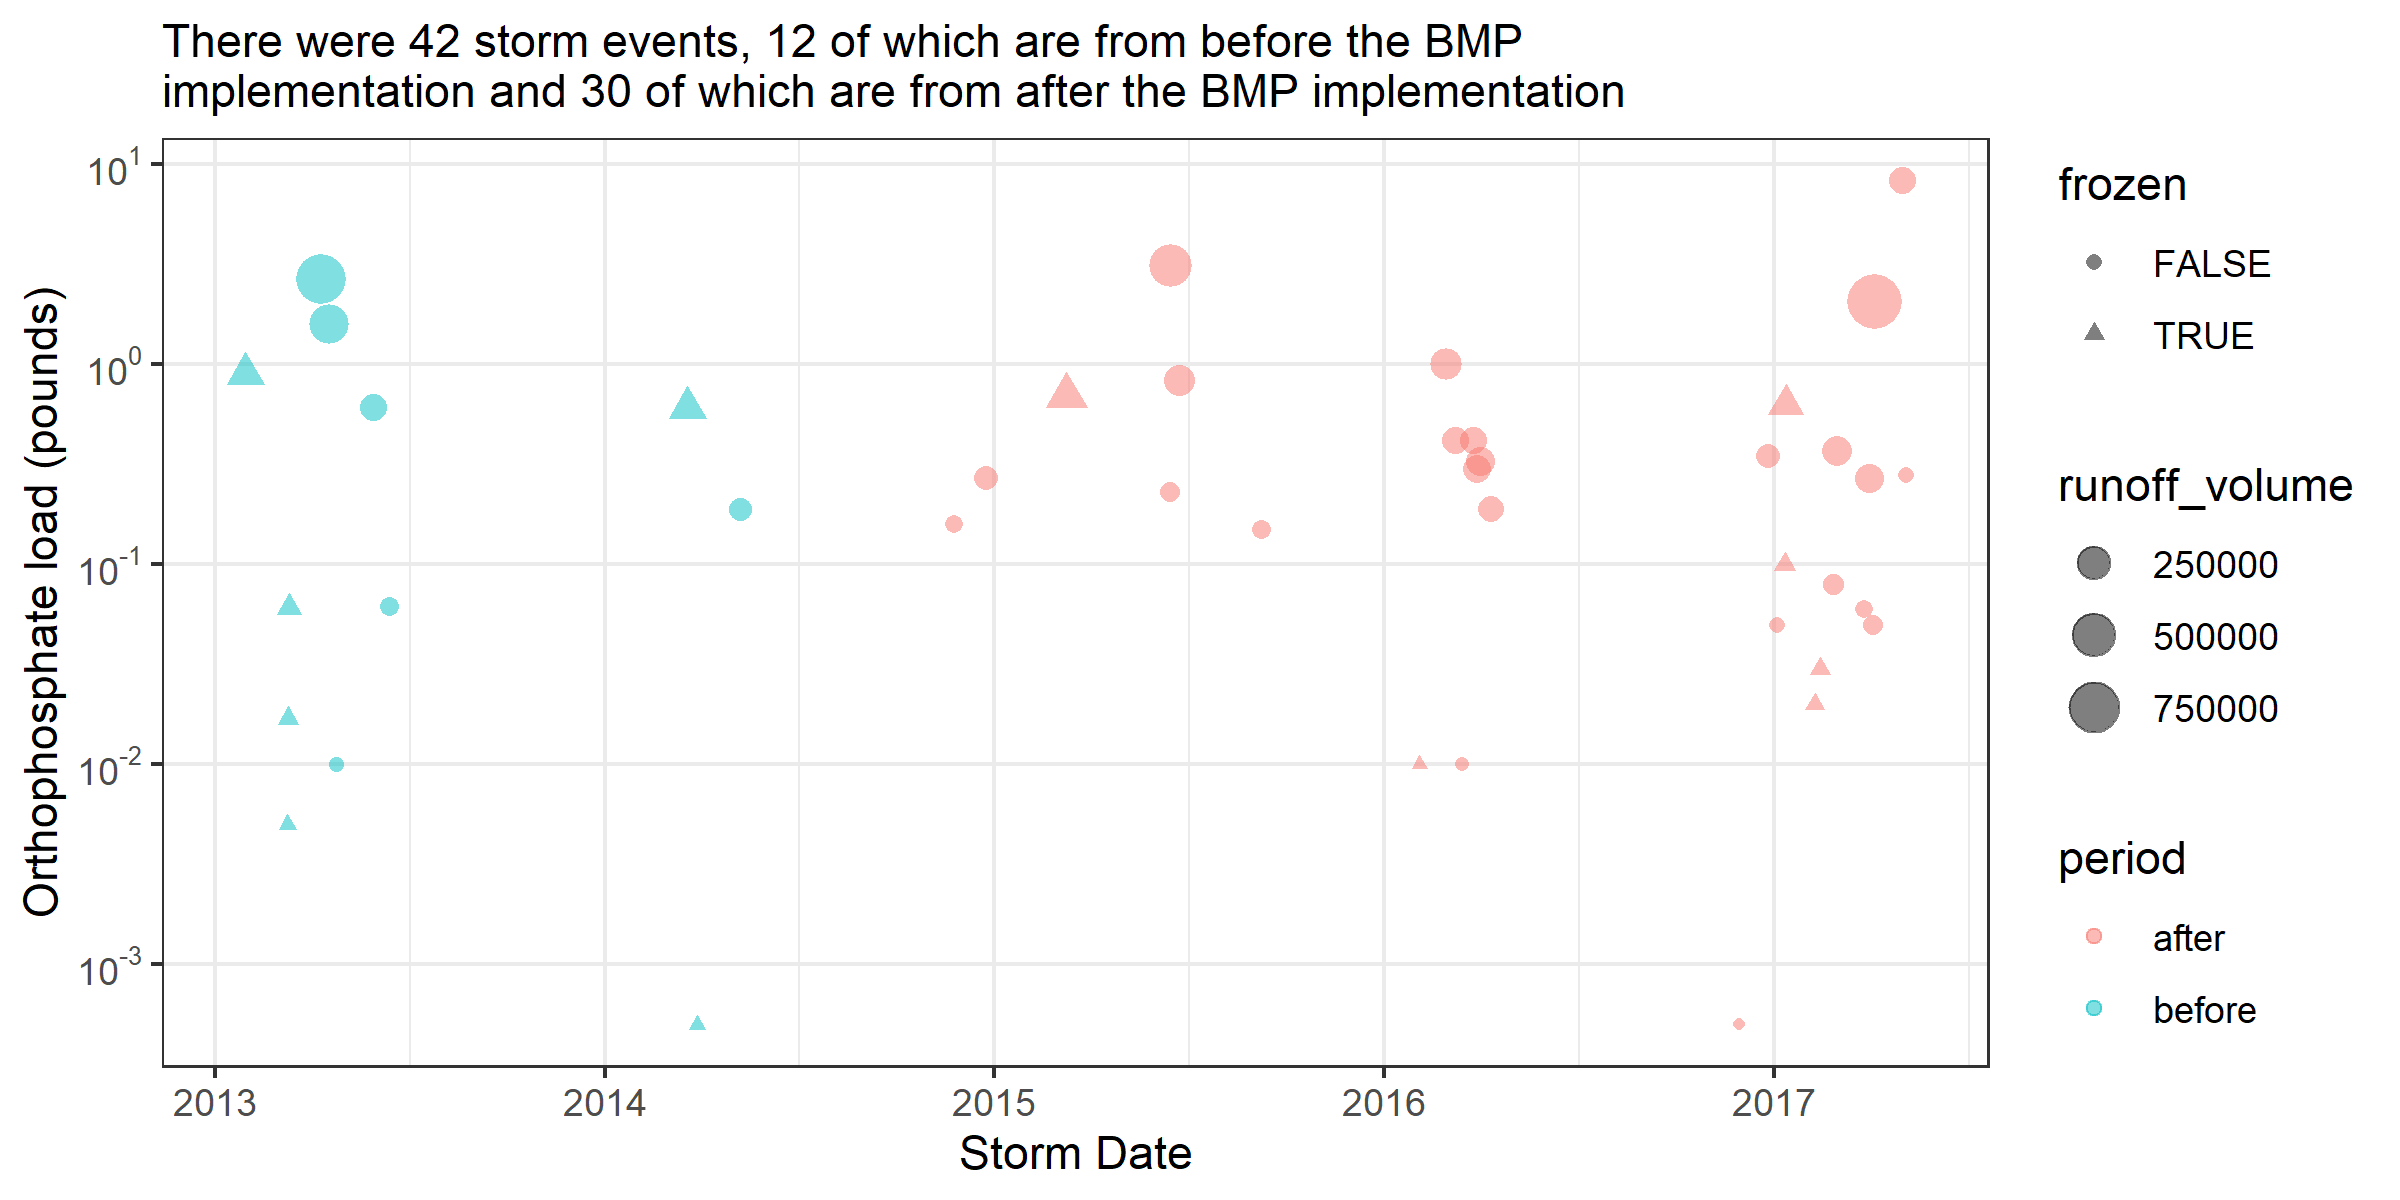 There were 42 storm events, 12 of which are from before the BMP
implementation and 30 of which are from after the BMP implementation
Orthophosphate load (pounds)
10^1
10^0
10^-1
10^-2
10^-3
2013 2014 2015 2016 2017
Storm Date
frozen
FALSE
TRUE
runoff_volume
250000
500000
750000
period
after
before